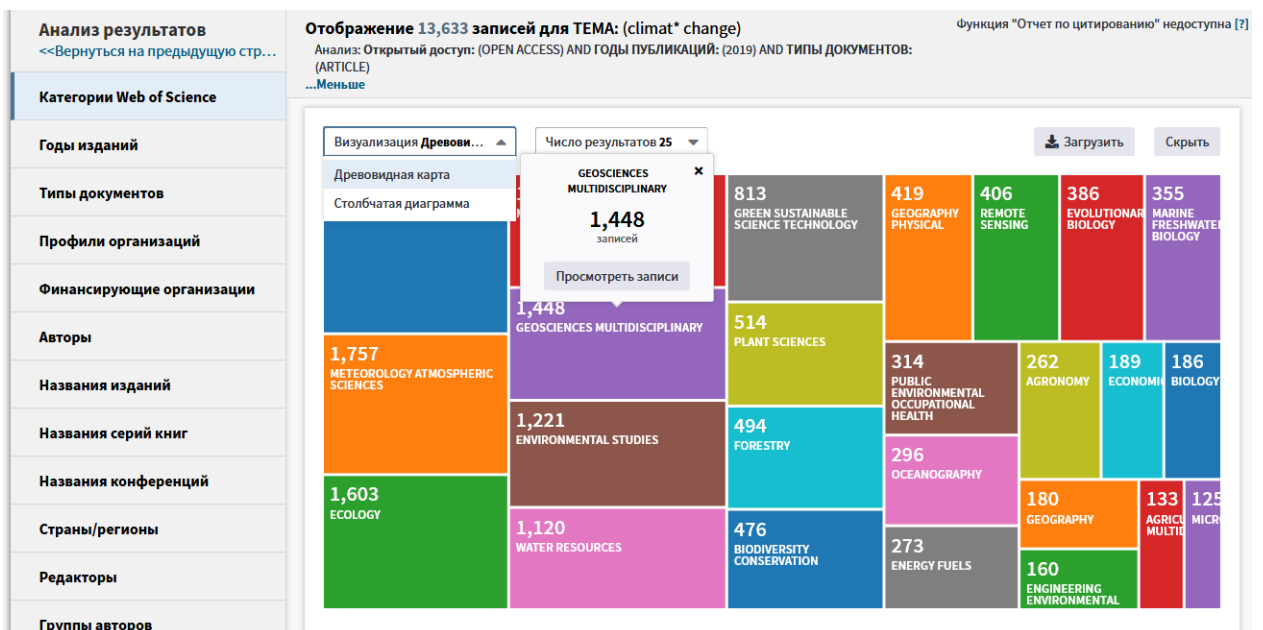 Анализ результатов
<<Вернуться на предыдущую стр...
Категории Web of Science
Годы изданий
Типы документов
Профили организаций
Финансирующие организации
Авторы
Названия изданий
Названия серий книг
Названия конференций
Страны/регионы
Редакторы
Группы авторов
Отображение 13,633 записей для ТЕМА: (climat* change)
Функция "Отчет по цитированию" недоступна [?]
Анализ: Открытый доступ: (OPEN ACCESS) AND ГОДЫ ПУБЛИКАЦИЙ: (2019) AND ТИПЫ ДОКУМЕНТОВ:
(ARTICLE)
...Меньше
Визуализация Древови...
Число результатов 25
Загрузить
Скрыть
Древовидная карта
Столбчатая диаграмма
GEOSCIENCES
MULTIDISCIPLINARY
1,448
записей
Просмотреть записи
1,757
METEOROLOGY ATMOSPHERIC
SCIENCES
1,603
ECOLOGY
1,448
GEOSCIENCES MULTIDISCIPLINARY
1,221
ENVIRONMENTAL STUDIES
1,120
WATER RESOURCES
813
GREEN SUSTAINABLE
SCIENCE TECHNOLOGY
514
PLANT SCIENCES
494
FORESTRY
476
BIODIVERSITY
CONSERVATION
419
GEOGRAPHY
PHYSICAL
406
REMOTE
SENSING
386
EVOLUTIONAR
BIOLOGY
355
MARINE
FRESHWATE
BIOLOGY
314
PUBLIC
ENVIRONMENTAL
OCCUPATIONAL
HEALTH
296
OCEANOGRAPHY
273
ENERGY FUELS
262
AGRONOMY
189
ECONOMI
186
BIOLOGY
180
GEOGRAPHY
160
ENGINEERING
ENVIRONMENTAL
133
AGRICU
MULTID
125
MICR